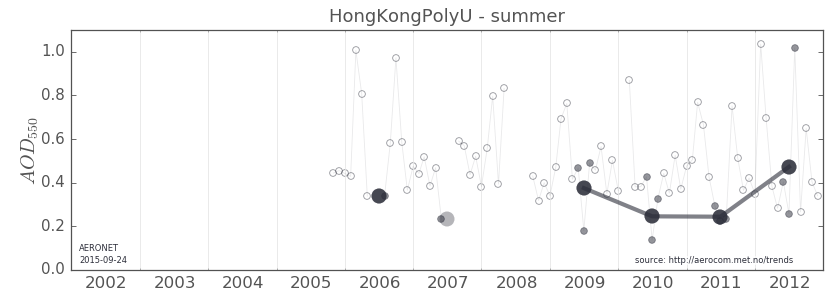 HongKongPolyU - summer
1.0
0.8
0.6
0.4
0.2
0.0
AOD550
AERONET
2015-09-24
source: http://aerocom.met.no/trends
2002 2003 2004 2005 2006 2007 2008 2009 2010 2011 2012